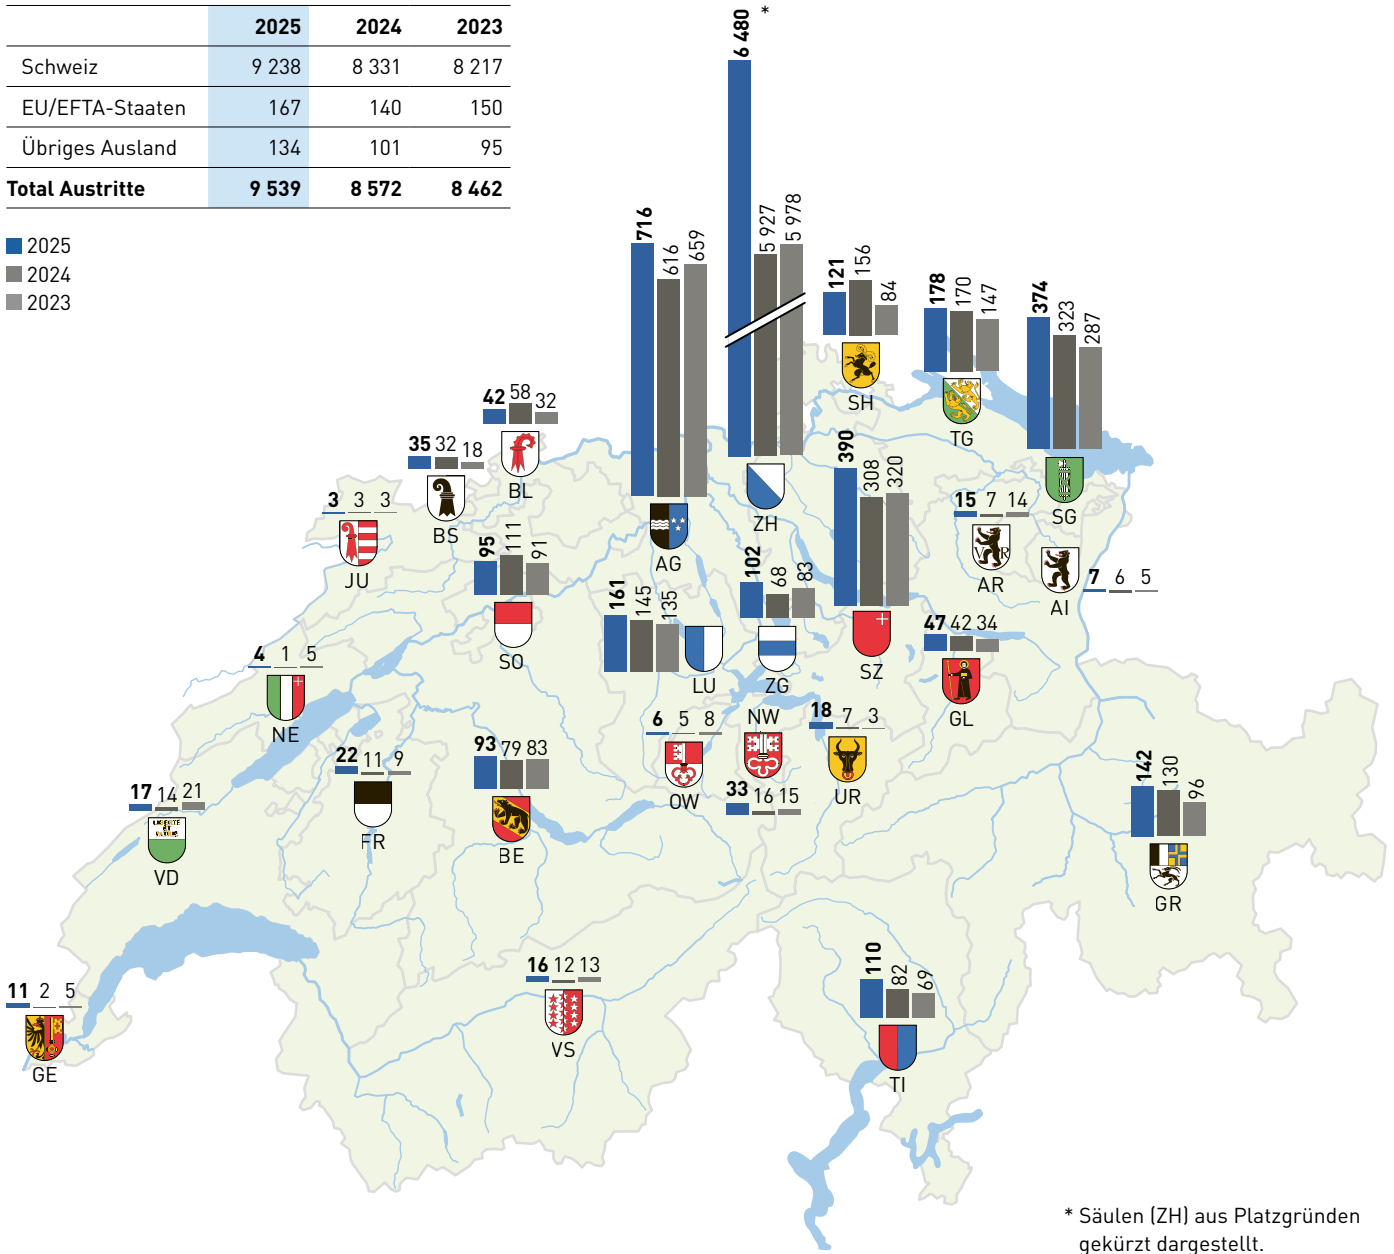 2025 2024 2023
Schweiz 9 238 8 331 8 217
EU/EFTA-Staaten 167 140 150
Übriges Ausland 134 101 95
Total Austritte 9 539 8 572 8 462
2025
2024
2023
6 480 5 927 5 978
*
ZH
716 616 659
AG
121 156 84
SH
178 170 147
TG
374 323 287
SG
42 58 32
BL
35 32 18
BS
3 3 3
JU
95 111 91
SO
161 145 135
LU
102 68 83
ZG
390 308 320
SZ
15 7 14
AR
V R
AI
7 6 5
47 42 34
GL
4 1 5
NE
22 11 9
FR
93 79 83
BE
6 5 8
OW
NW
33 16 15
18 7 3
UR
142 130 96
GR
17 14 21
LIBERTÉ
ET
PATRIE
VD
11 2 5
GE
16 12 13
VS
110 82 69
TI
* Säulen (ZH) aus Platzgründen
gekürzt dargestellt.